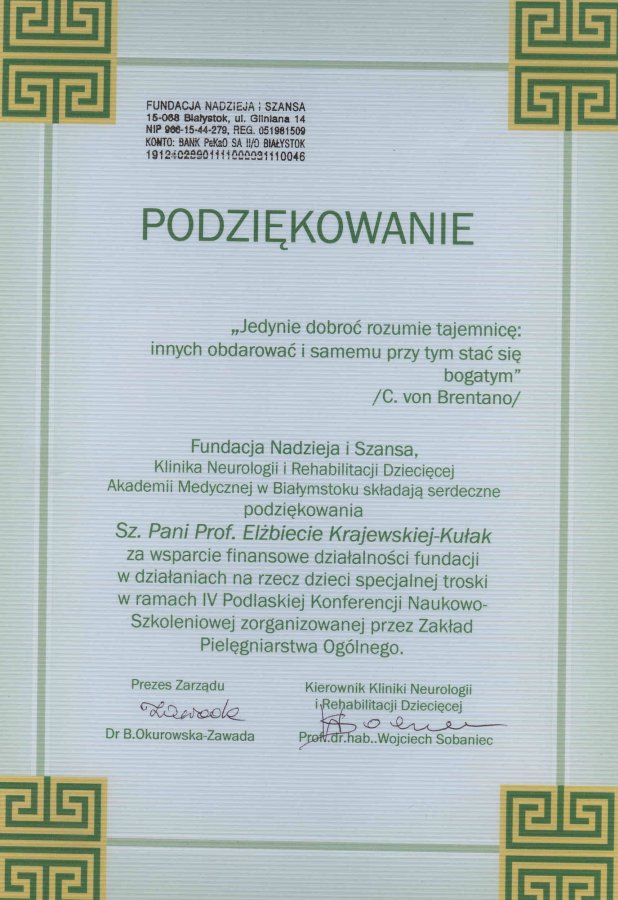 FUNDACJA NADZIEJA I SZANSA
15-068 Białystok, ul. Gliniana 14
NIP 966-15-44-279, REG. 051981509
KONTO: BANK PeKaO SA II/O BIAŁYSTOK
PODZIĘKOWANIE
„Jedynie dobroć rozumie tajemnicę:
innych obdarować i samemu przy tym stać się
bogatym”
/C. von Brentano/
Fundacja Nadzieja i Szansa,
Klinika Neurologii i Rehabilitacji Dziecięcej
Akademii Medycznej w Białymstoku składają serdeczne
podziękowania
Sz. Pani Prof. Elżbiecie Krajewskiej-Kułak
za wsparcie finansowe działalności fundacji
w działaniach na rzecz dzieci specjalnej troski
w ramach IV Podlaskiej Konferencji Naukowo-
Szkoleniowej zorganizowanej przez Zakład
Pielęgniarstwa Ogólnego.
Prezes Zarządu
Zawada
Dr B.Okurowska-Zawada
Kierownik Kliniki Neurologii
i Rehabilitacji Dziecięcej
Prof.dr.hab..Wojciech Sobaniec